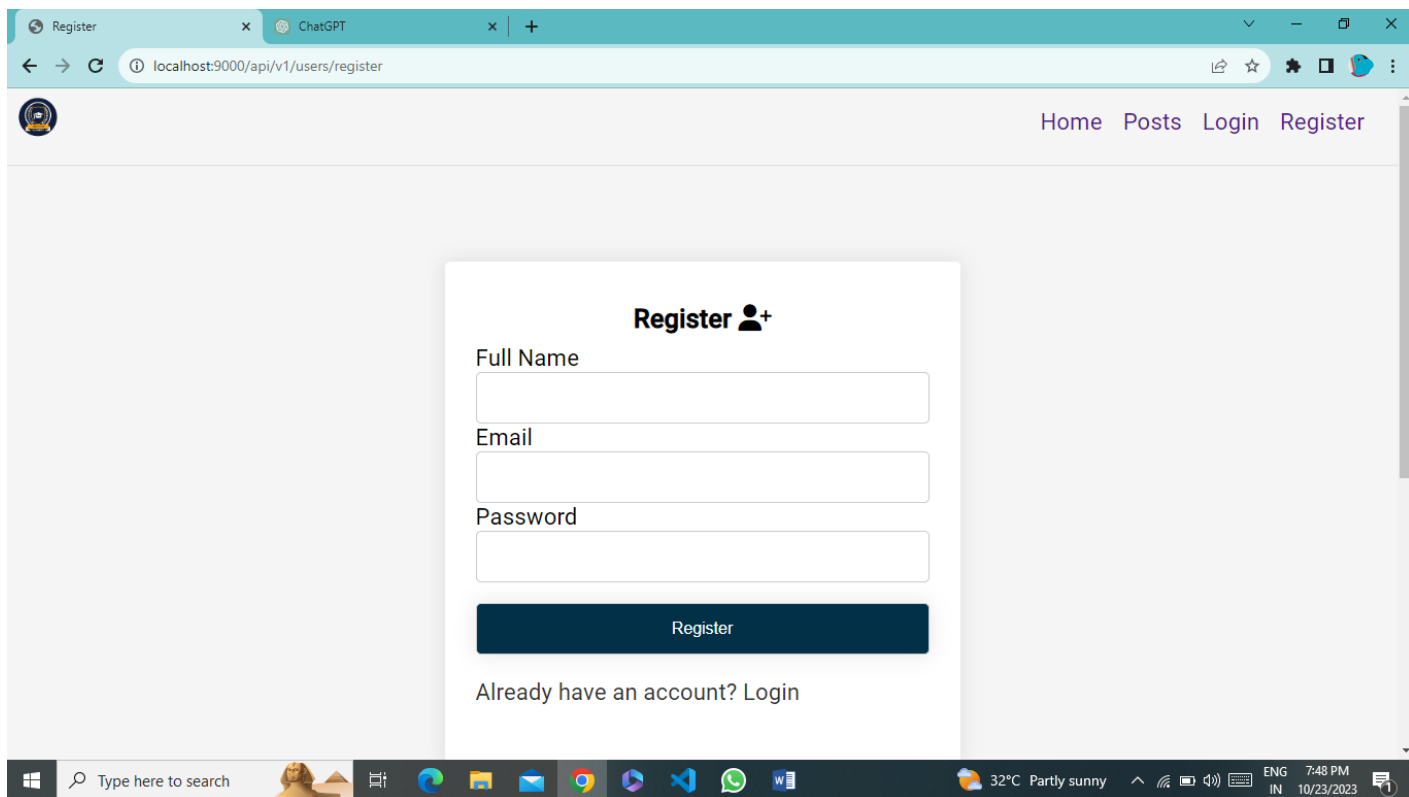 Register
ChatGPT
localhost:9000/api/v1/users/register
Home Posts Login Register
Register
Full Name
Email
Password
Register
Already have an account? Login
Type here to search
32°C Partly sunny
ENG
IN
7:48 PM
10/23/2023
1